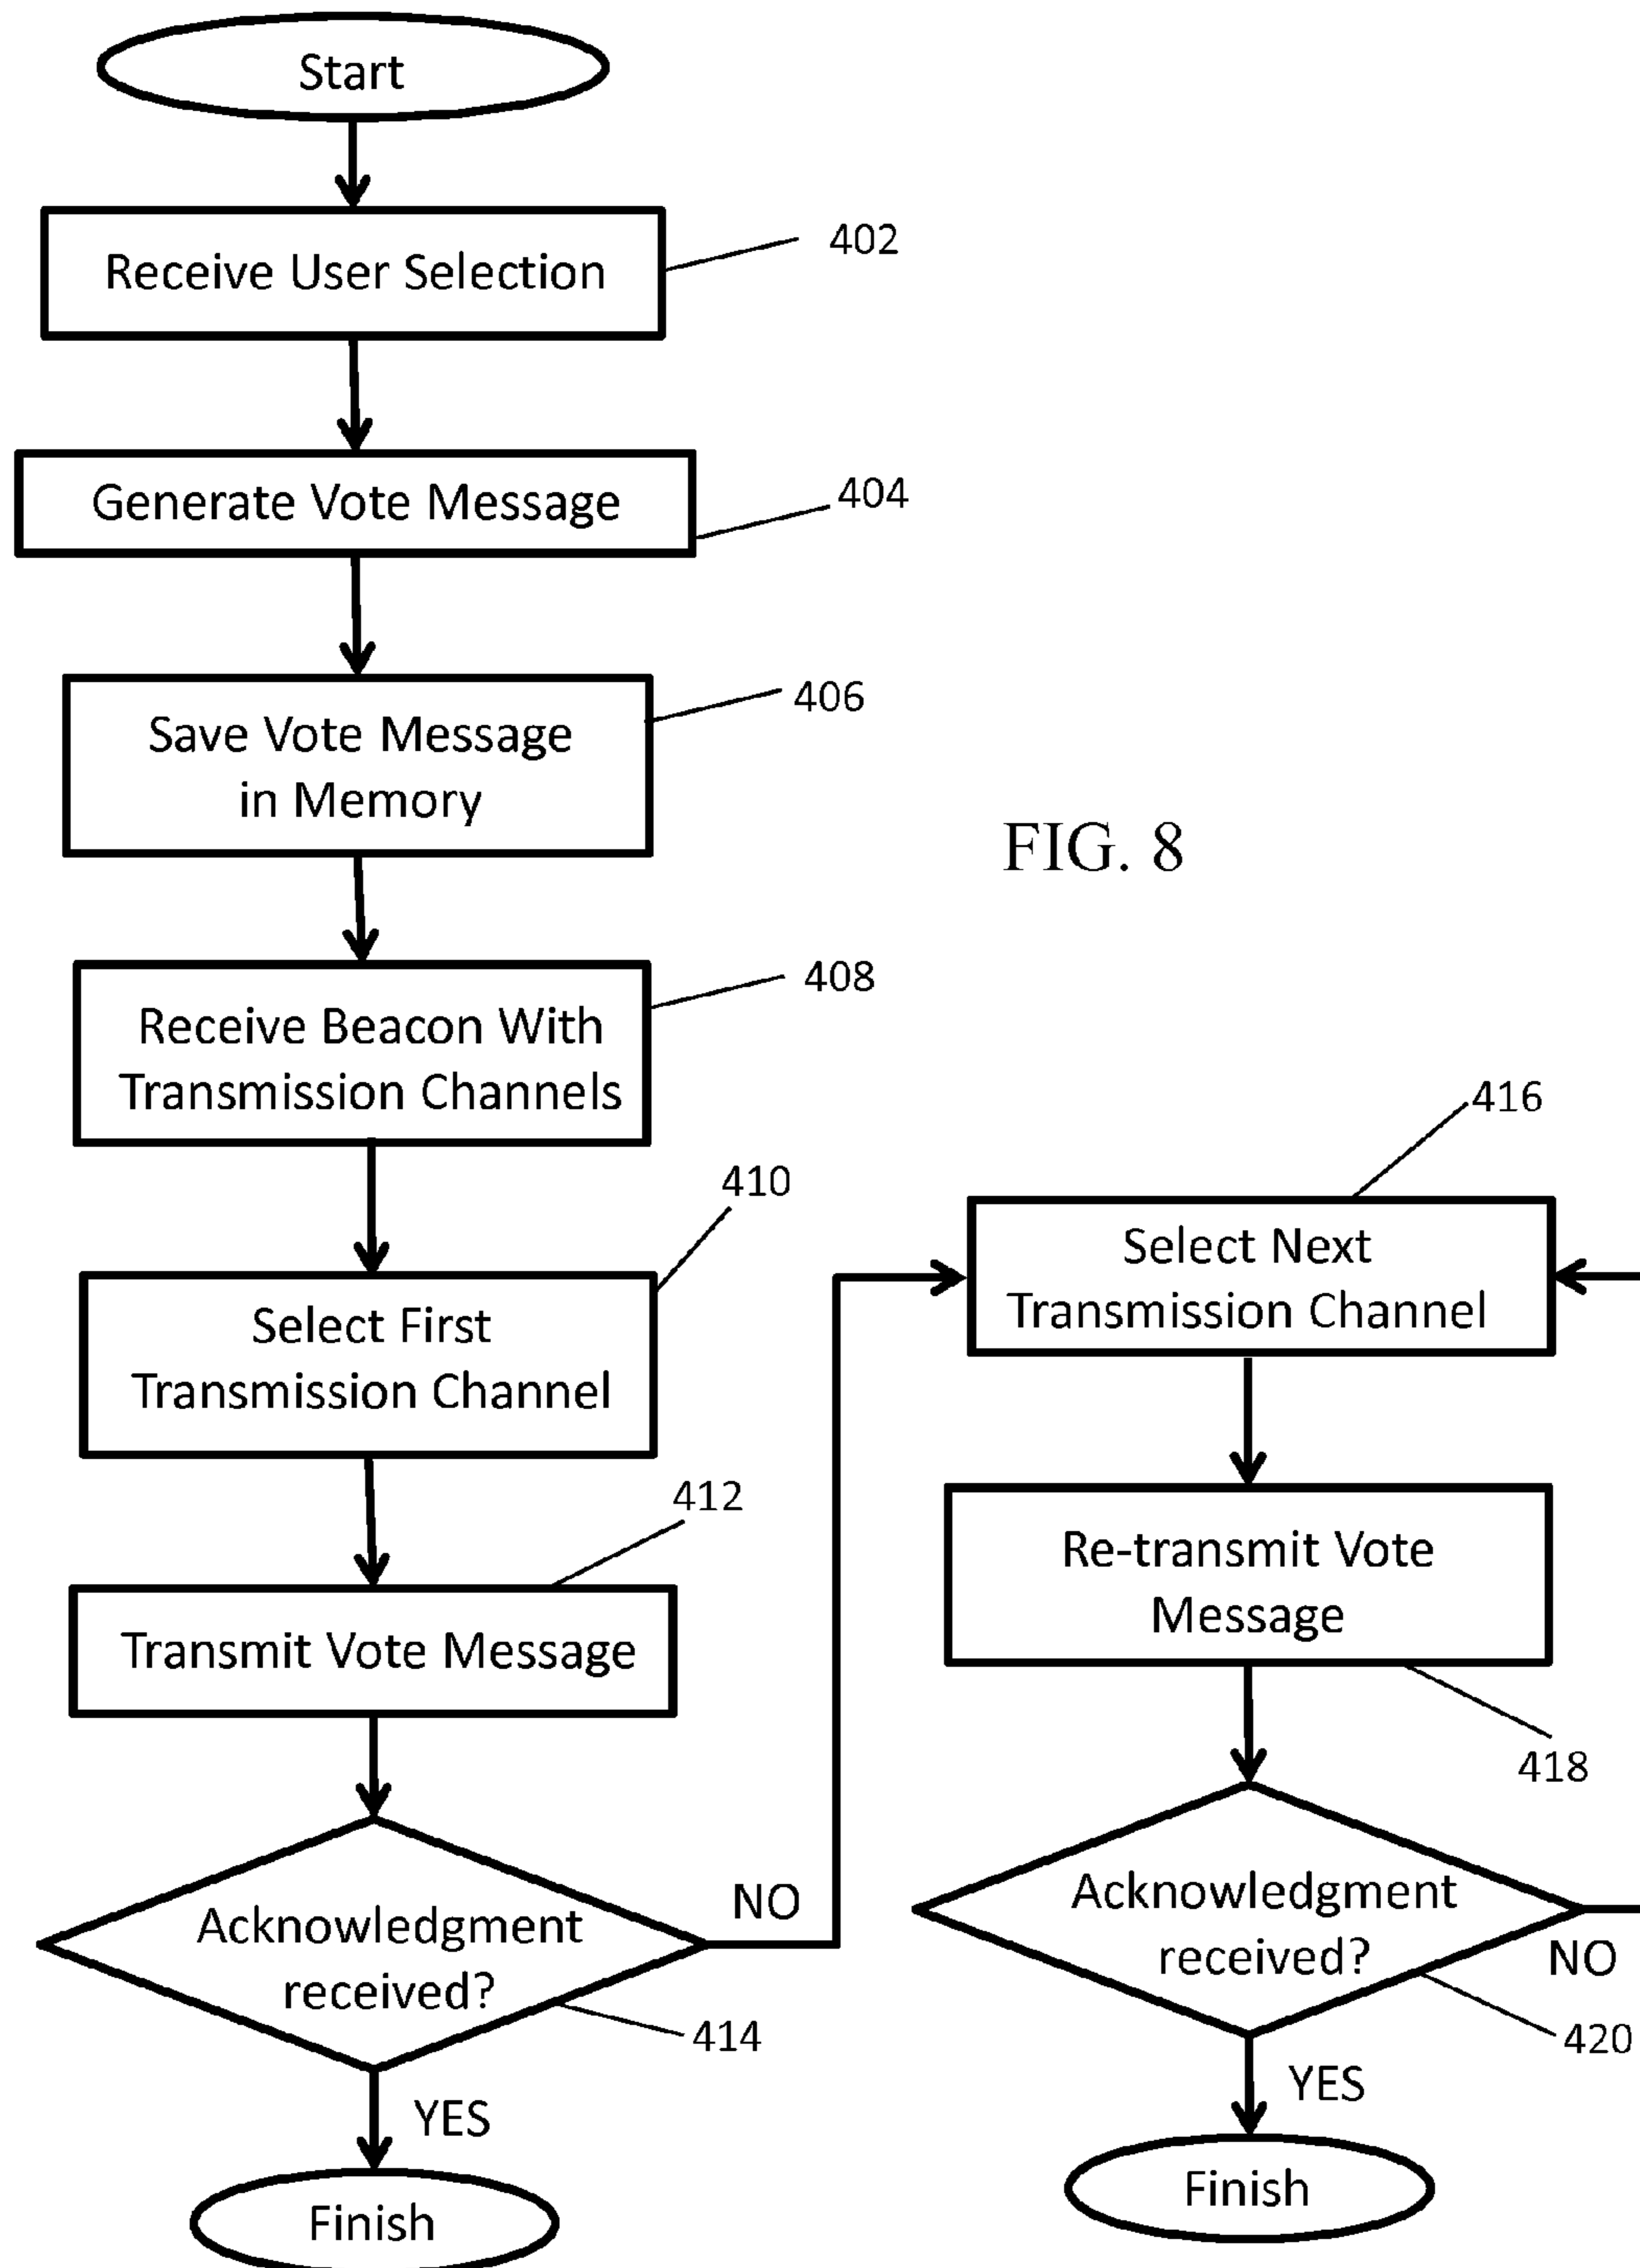 Start
Receive User Selection
402
Generate Vote Message
404
Save Vote Message
in Memory
406
Receive Beacon With
Transmission Channels
408
Select First
Transmission Channel
410
Transmit Vote Message
412
Acknowledgment
received?
414
NO
YES
Finish
FIG. 8
Select Next
Transmission Channel
416
Re-transmit Vote
Message
418
Acknowledgment
received?
420
NO
YES
Finish